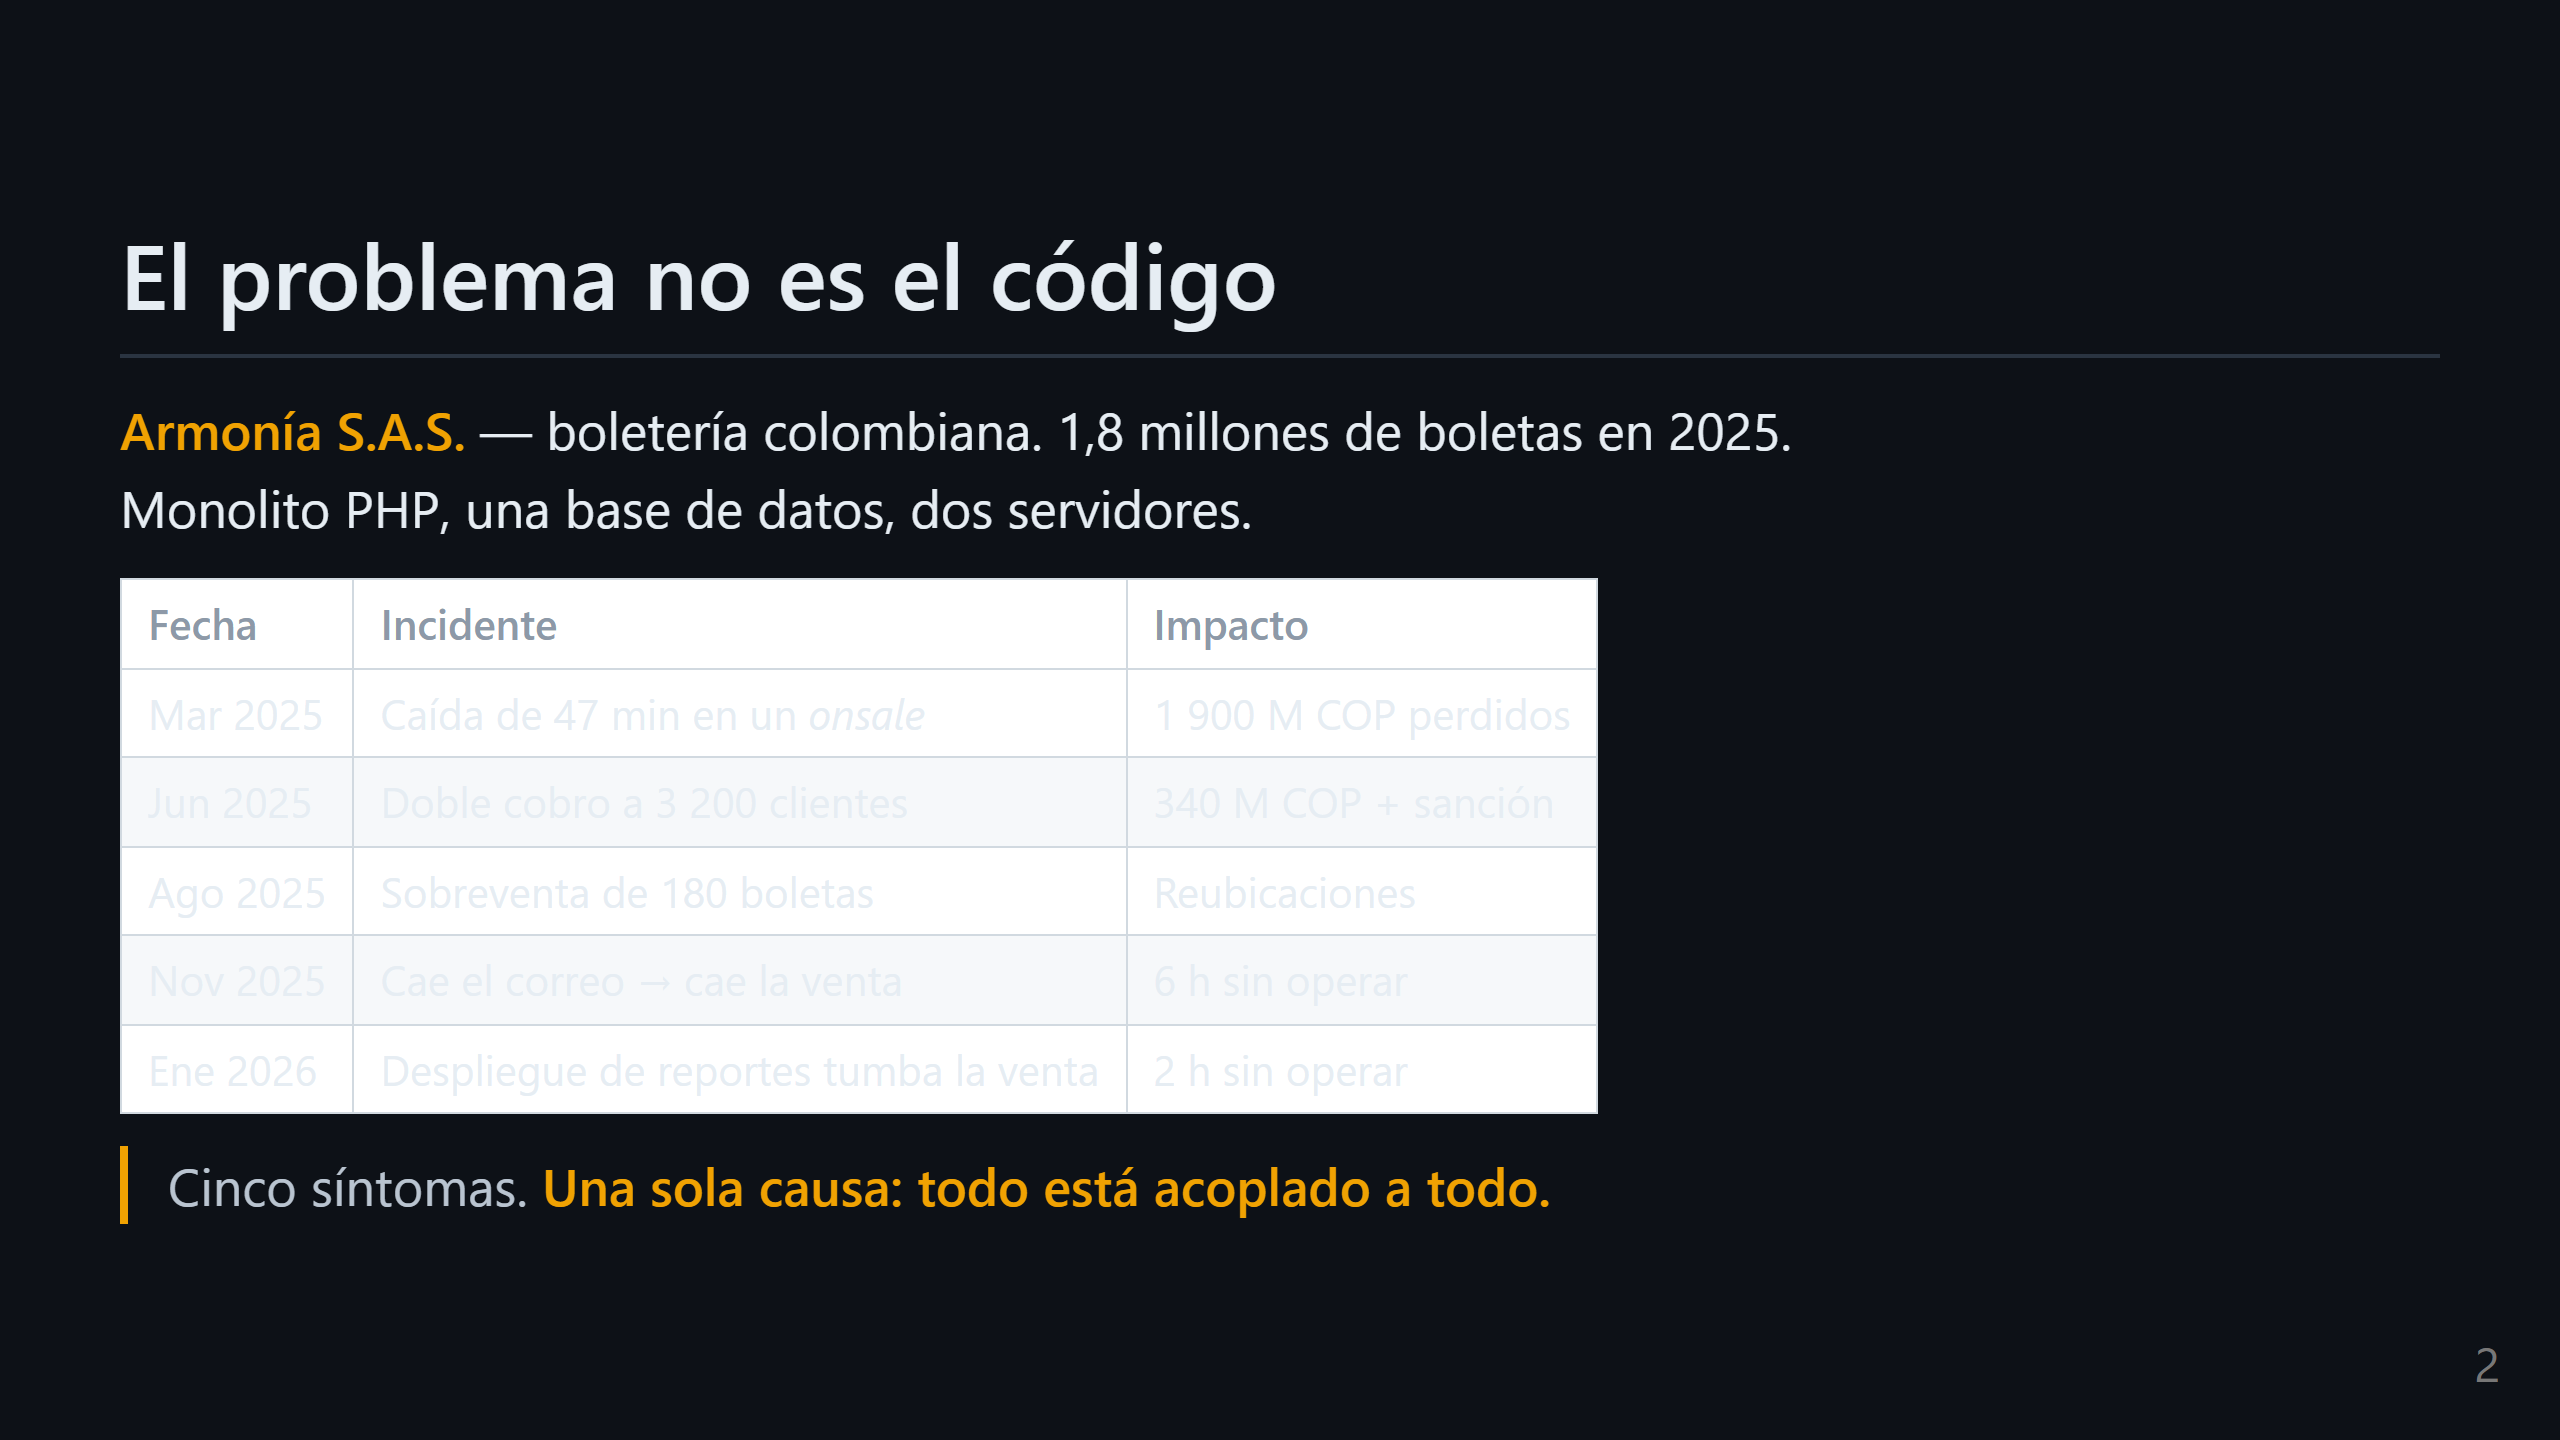 El problema no es el código
Armonía S.A.S. — boletería colombiana. 1,8 millones de boletas en 2025.
Monolito PHP, una base de datos, dos servidores.
Fecha Incidente Impacto
Mar 2025 Caída de 47 min en un onsale 1 900 M COP perdidos
Jun 2025 Doble cobro a 3 200 clientes 340 M COP + sanción
Ago 2025 Sobreventa de 180 boletas Reubicaciones
Nov 2025 Cae el correo → cae la venta 6 h sin operar
Ene 2026 Despliegue de reportes tumba la venta 2 h sin operar
Cinco síntomas. Una sola causa: todo está acoplado a todo.
2